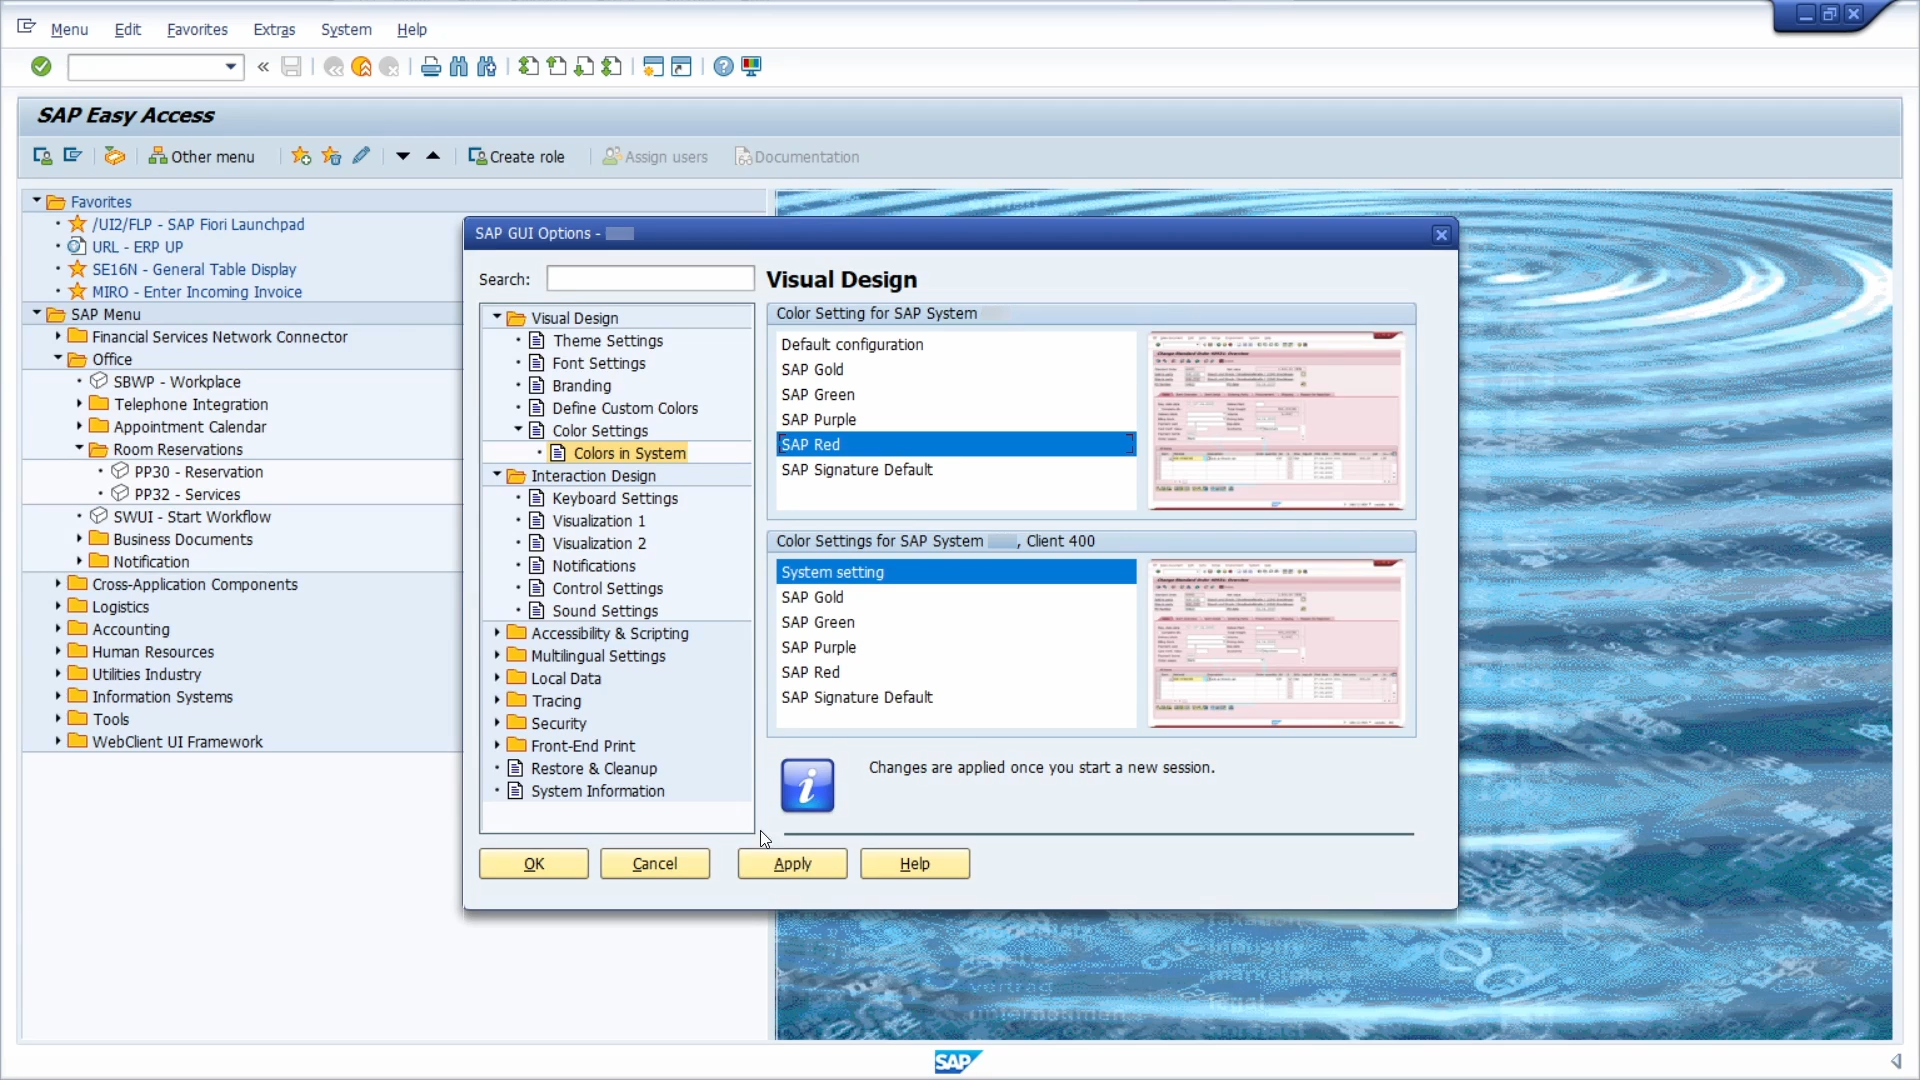 Menu Edit Favorites Extras System Help
SAP Easy Access
Other menu Create role Assign users Documentation
Favorites
/UI2/FLP - SAP Fiori Launchpad
URL - ERP UP
SE16N - General Table Display
MIRO - Enter Incoming Invoice
SAP Menu
Financial Services Network Connector
Office
SBWP - Workplace
Telephone Integration
Appointment Calendar
Room Reservations
PP30 - Reservation
PP32 - Services
SWUI - Start Workflow
Business Documents
Notification
Cross-Application Components
Logistics
Accounting
Human Resources
Utilities Industry
Information Systems
Tools
WebClient UI Framework
SAP GUI Options -
Search:
Visual Design
Theme Settings
Font Settings
Branding
Define Custom Colors
Color Settings
Colors in System
Interaction Design
Keyboard Settings
Visualization 1
Visualization 2
Notifications
Control Settings
Sound Settings
Accessibility & Scripting
Multilingual Settings
Local Data
Tracing
Security
Front-End Print
Restore & Cleanup
System Information
Visual Design
Color Setting for SAP System
Default configuration
SAP Gold
SAP Green
SAP Purple
SAP Red
SAP Signature Default
Color Settings for SAP System , Client 400
System setting
SAP Gold
SAP Green
SAP Purple
SAP Red
SAP Signature Default
Changes are applied once you start a new session.
OK Cancel Apply Help
SAP